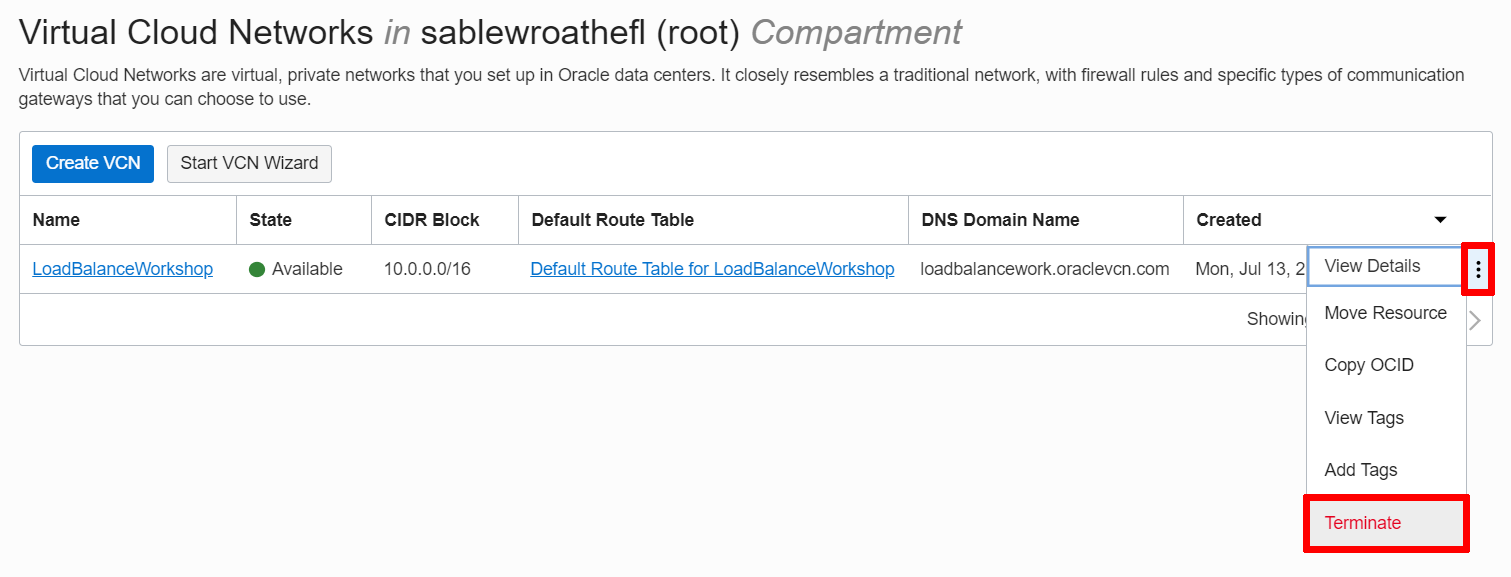 Virtual Cloud Networks in sablewroathefl (root) Compartment
Virtual Cloud Networks are virtual, private networks that you set up in Oracle data centers. It closely resembles a traditional network, with firewall rules and specific types of communication
gateways that you can choose to use.
Create VCN Start VCN Wizard
Name State CIDR Block Default Route Table DNS Domain Name Created
LoadBalanceWorkshop Available 10.0.0.0/16 Default Route Table for LoadBalanceWorkshop loadbalancework.oraclevcn.com Mon, Jul 13, 2
View Details
Move Resource
Showing
Copy OCID
View Tags
Add Tags
Terminate